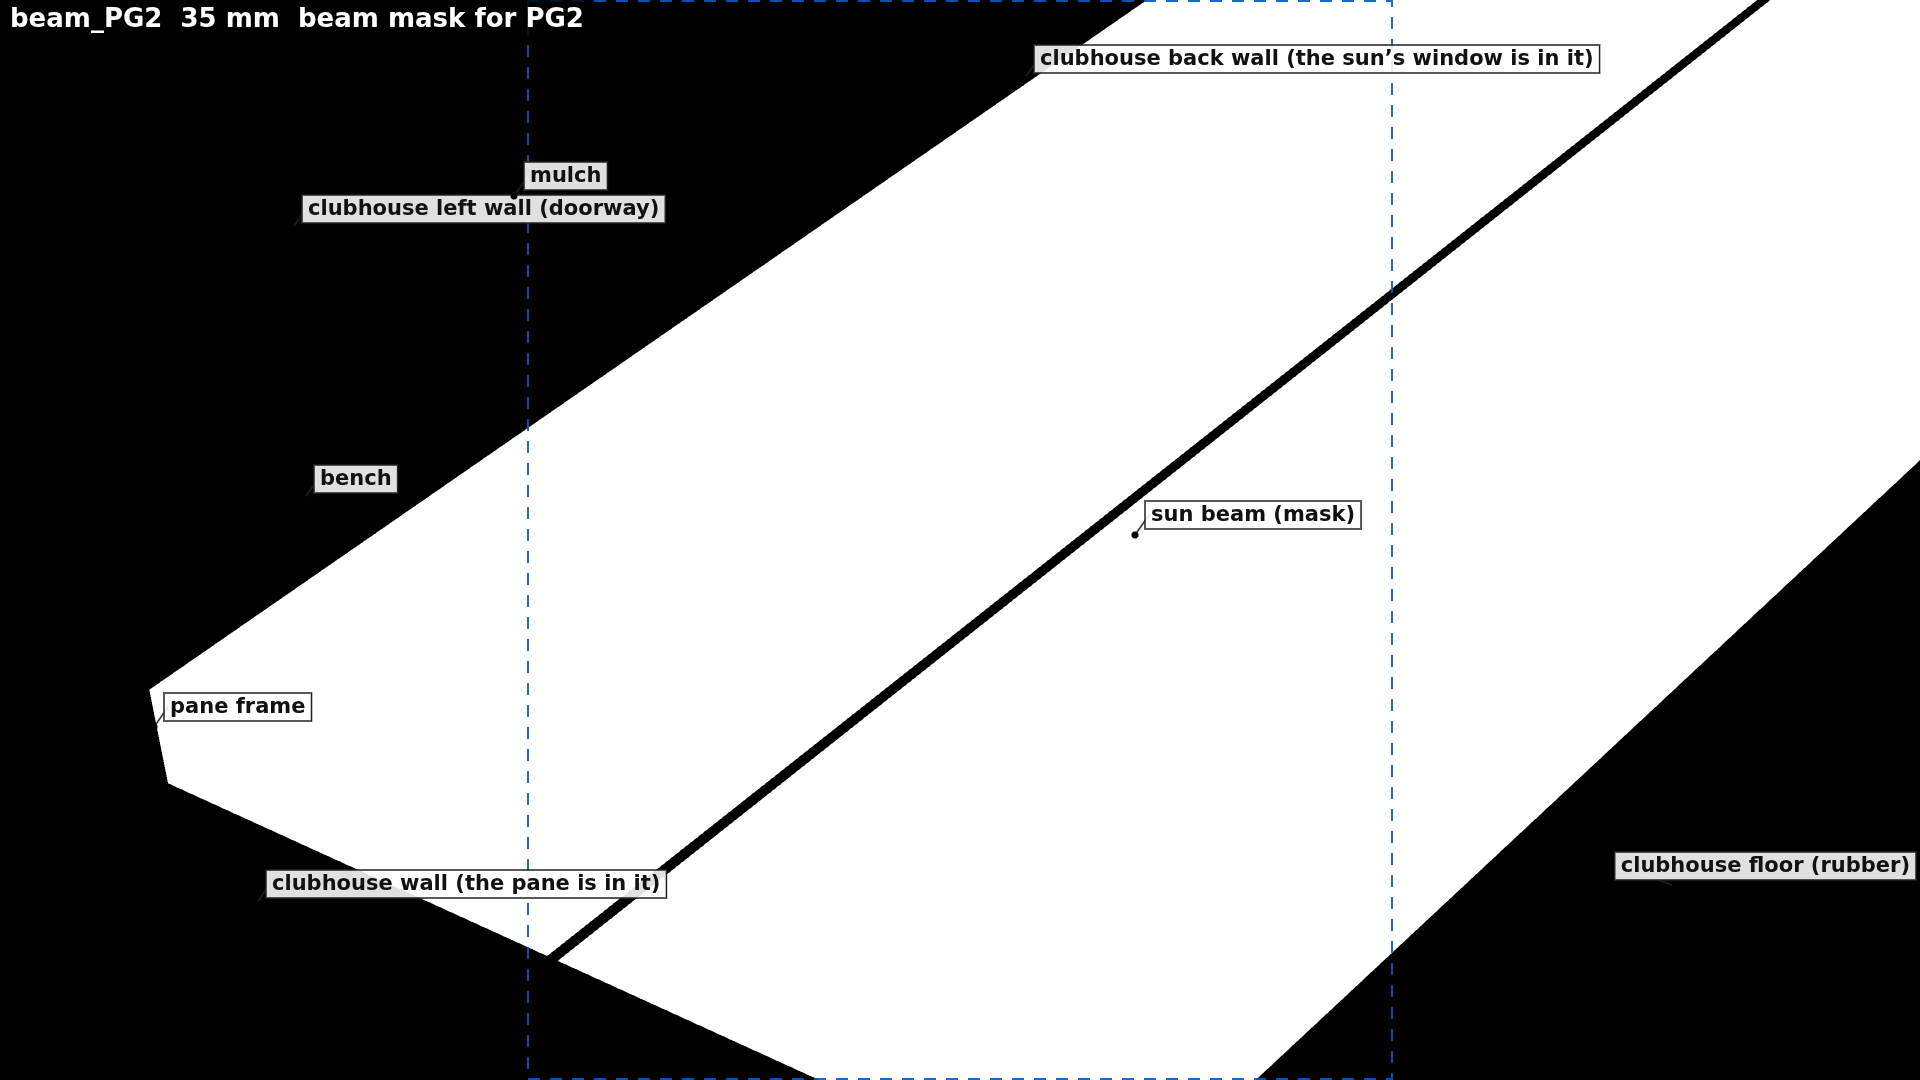 beam_PG2  35 mm  beam mask for PG2
clubhouse back wall (the sun’s window is in it)
mulch
clubhouse left wall (doorway)
bench
sun beam (mask)
pane frame
clubhouse floor (rubber)
clubhouse wall (the pane is in it)